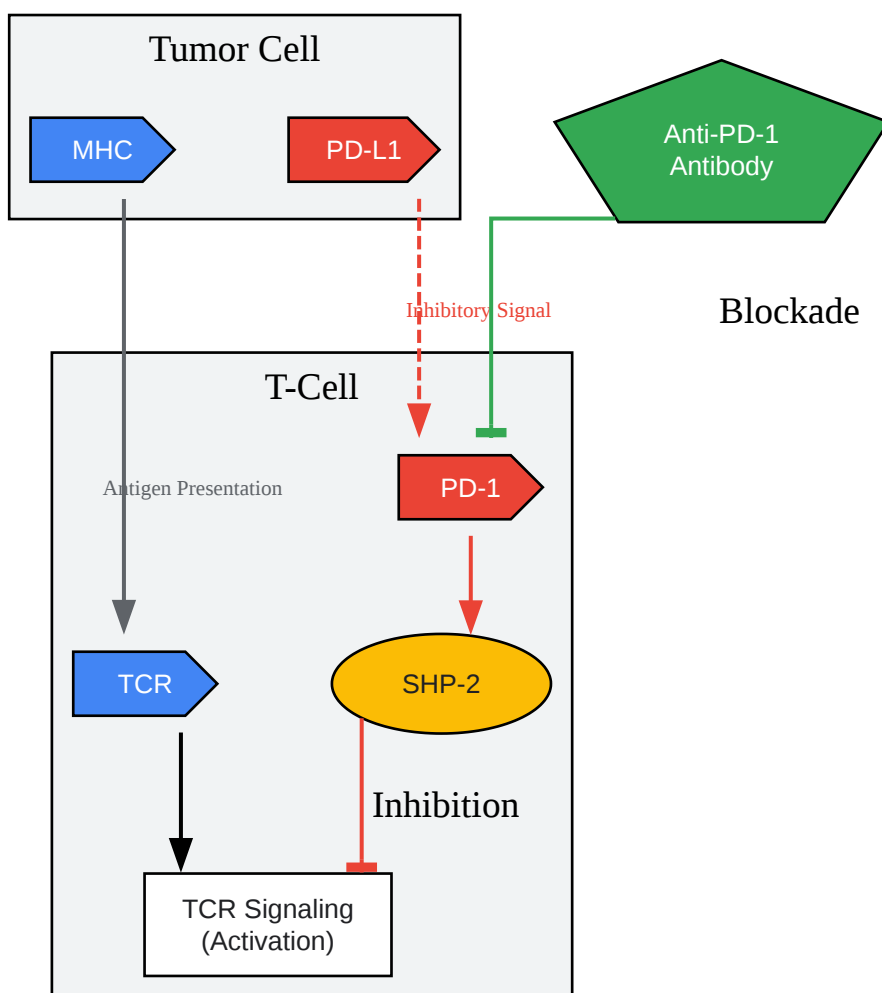 Tumor Cell
MHC
PD-L1
Anti-PD-1
Antibody
Inhibitory Signal
Blockade
T-Cell
Antigen Presentation
PD-1
TCR
SHP-2
Inhibition
TCR Signaling
(Activation)